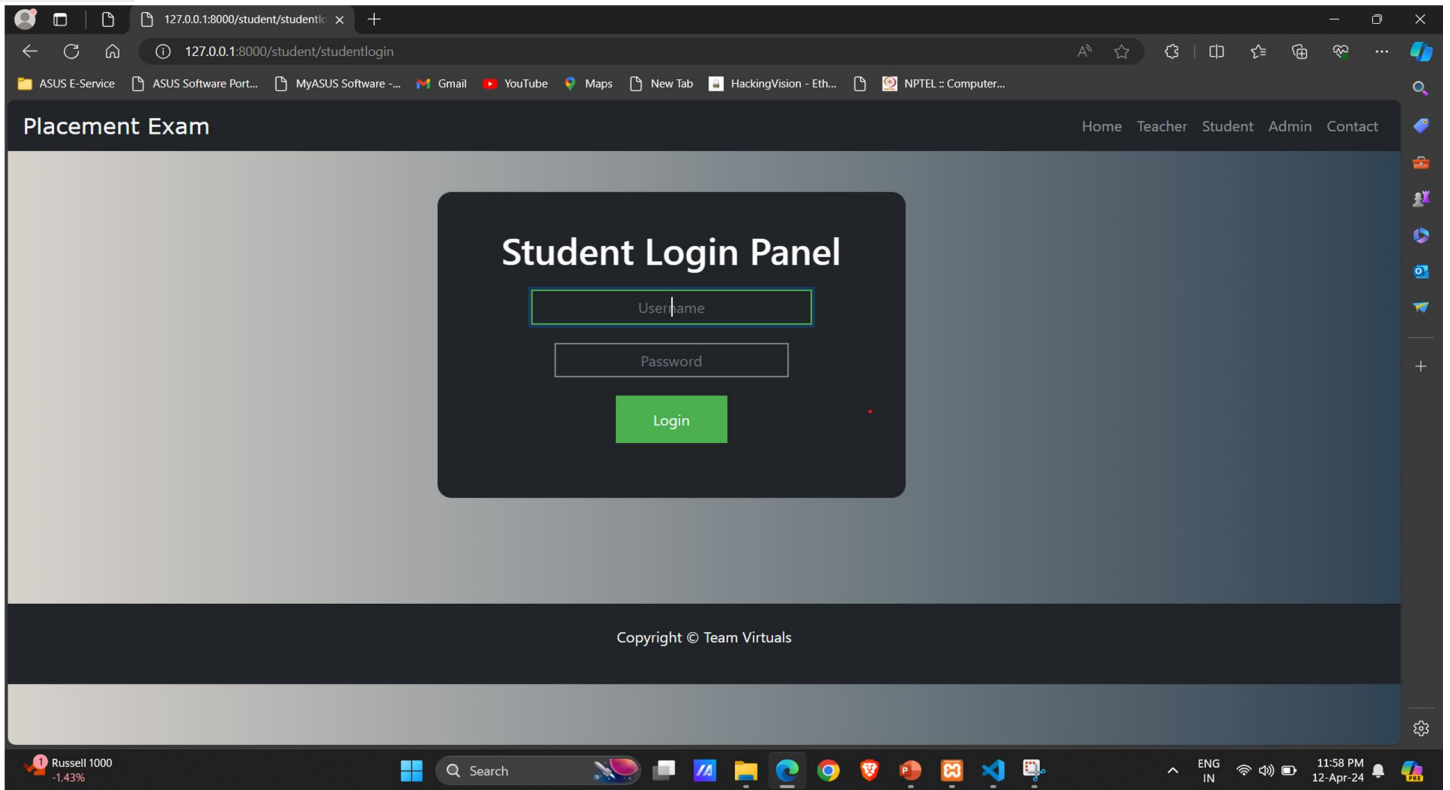 127.0.0.1:8000/student/studentlo
127.0.0.1:8000/student/studentlogin
ASUS E-Service ASUS Software Port... MyASUS Software -... Gmail YouTube Maps New Tab HackingVision - Eth... NPTEL :: Computer...
Placement Exam Home Teacher Student Admin Contact
Student Login Panel
Username
Password
Login
Copyright © Team Virtuals
1 Russell 1000
-1.43%
Search
ENG
IN
11:58 PM
12-Apr-24
PRE